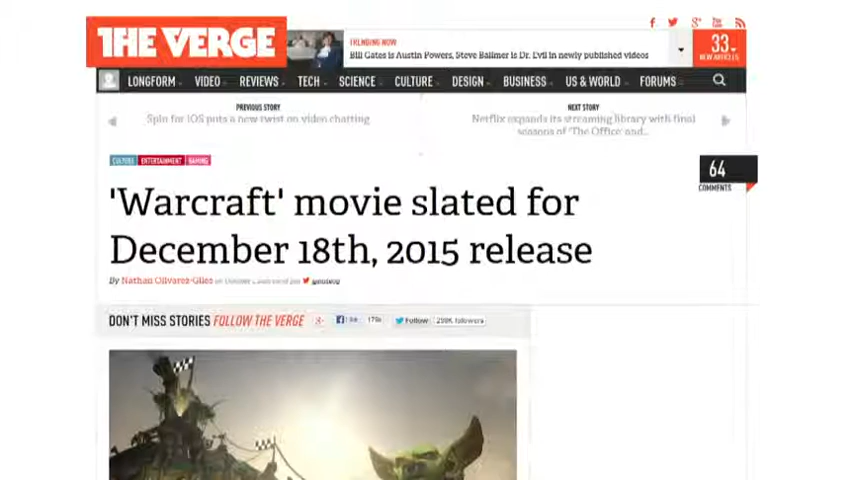 THE VERGE
TRENDING NOW
Bill Gates is Austin Powers, Steve Ballmer is Dr. Evil in newly published videos
33
NEW ARTICLES
LONGFORM VIDEO REVIEWS TECH SCIENCE CULTURE DESIGN BUSINESS US & WORLD FORUMS
PREVIOUS STORY
Spin for iOS puts a new twist on video chatting
NEXT STORY
Netflix expands its streaming library with final
seasons of 'The Office' and...
CULTURE ENTERTAINMENT GAMING
64
COMMENTS
'Warcraft' movie slated for
December 18th, 2015 release
By Nathan Olivarez-Giles on
DON'T MISS STORIES FOLLOW THE VERGE
Follow 299K followers